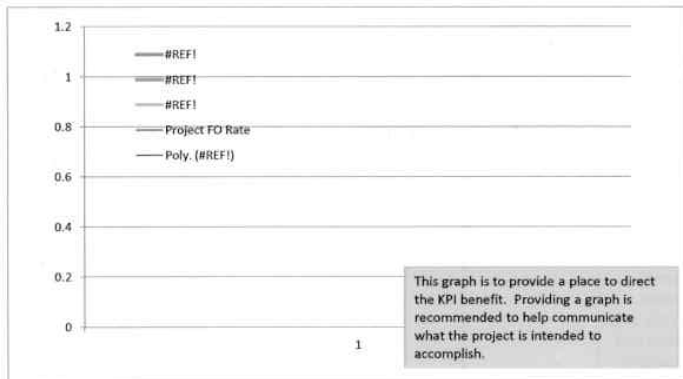 1.2
#REF!
1
#REF!
#REF!
0.8
Project FO Rate
Poly. (#REF!)
0.6
0.4
0.2
0
1
This graph is to provide a place to direct
the KPI benefit. Providing a graph is
recommended to help communicate
what the project is intended to
accomplish.